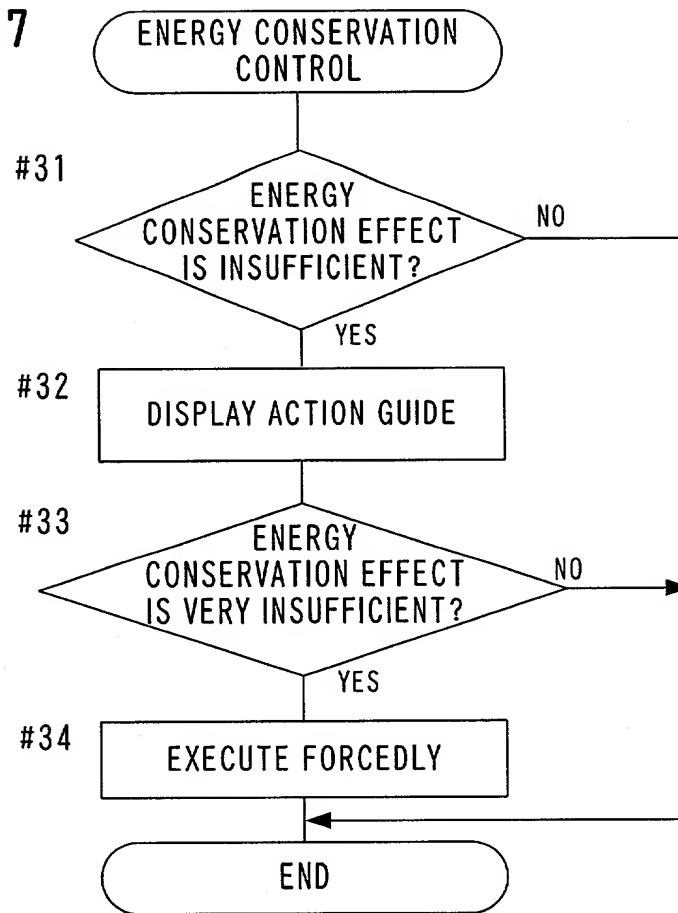 7
ENERGY CONSERVATION
CONTROL
#31
ENERGY
CONSERVATION EFFECT
IS INSUFFICIENT?
NO
YES
#32
DISPLAY ACTION GUIDE
#33
ENERGY
CONSERVATION EFFECT
IS VERY INSUFFICIENT?
NO
YES
#34
EXECUTE FORCEDLY
END